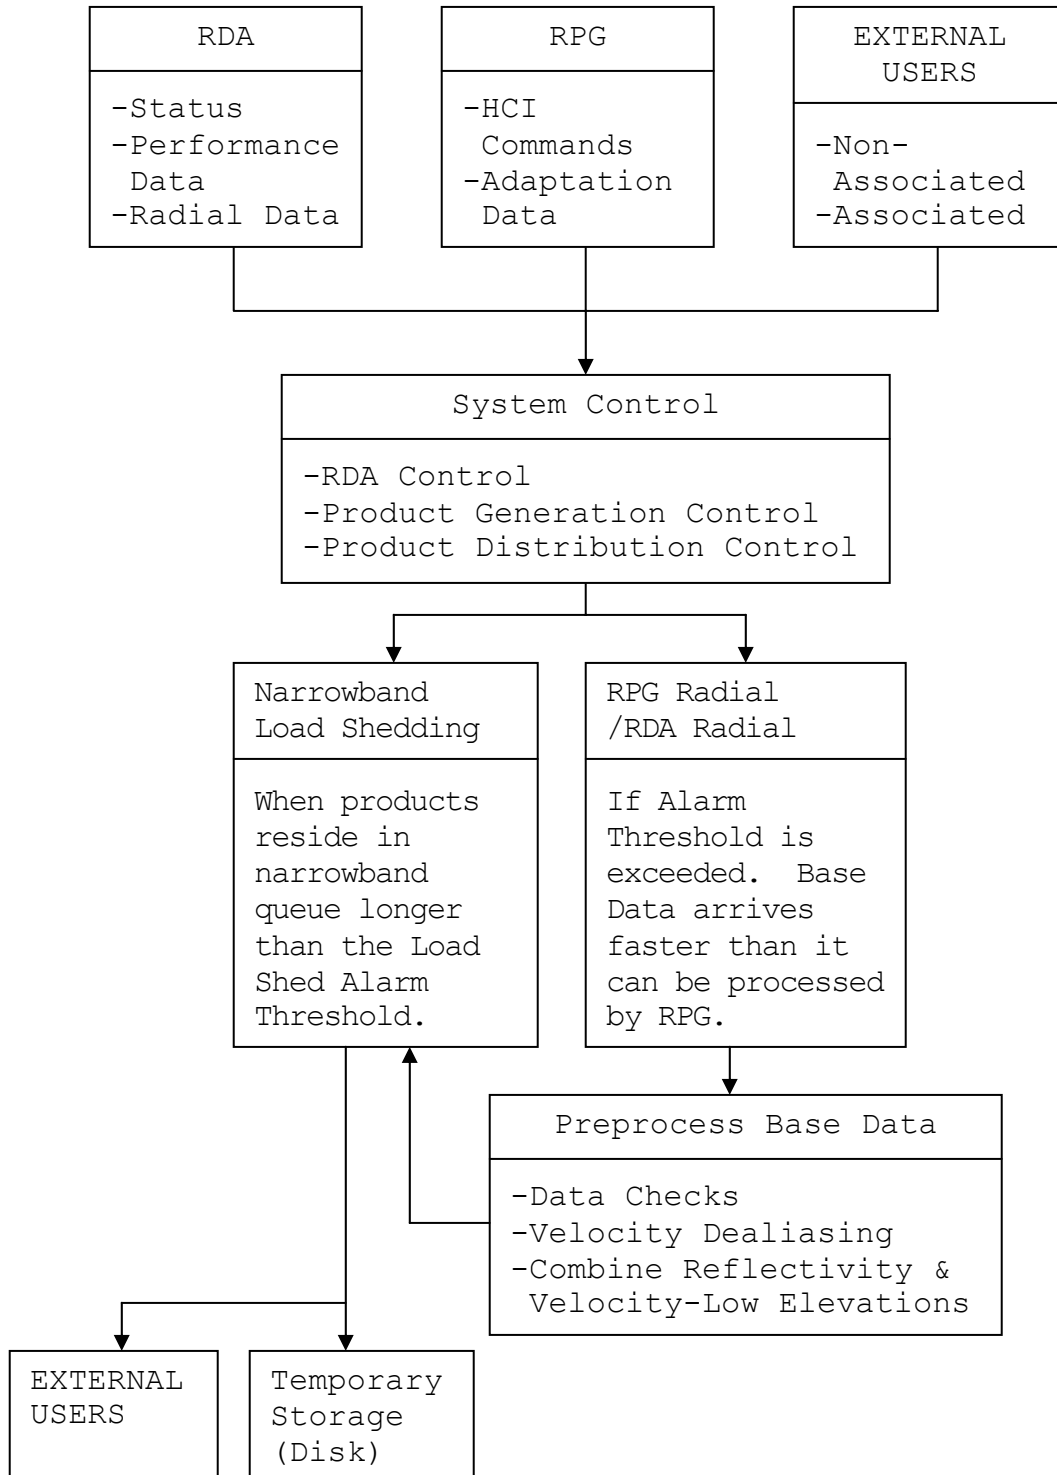 RDA
-Status
-Performance
Data
-Radial Data
RPG
-HCI
Commands
-Adaptation
Data
EXTERNAL
USERS
-Non-
Associated
-Associated
System Control
-RDA Control
-Product Generation Control
-Product Distribution Control
Narrowband
Load Shedding
When products
reside in
narrowband
queue longer
than the Load
Shed Alarm
Threshold.
RPG Radial
/RDA Radial
If Alarm
Threshold is
exceeded.  Base
Data arrives
faster than it
can be processed
by RPG.
Preprocess Base Data
-Data Checks
-Velocity Dealiasing
-Combine Reflectivity &
Velocity-Low Elevations
EXTERNAL
USERS
Temporary
Storage
(Disk)